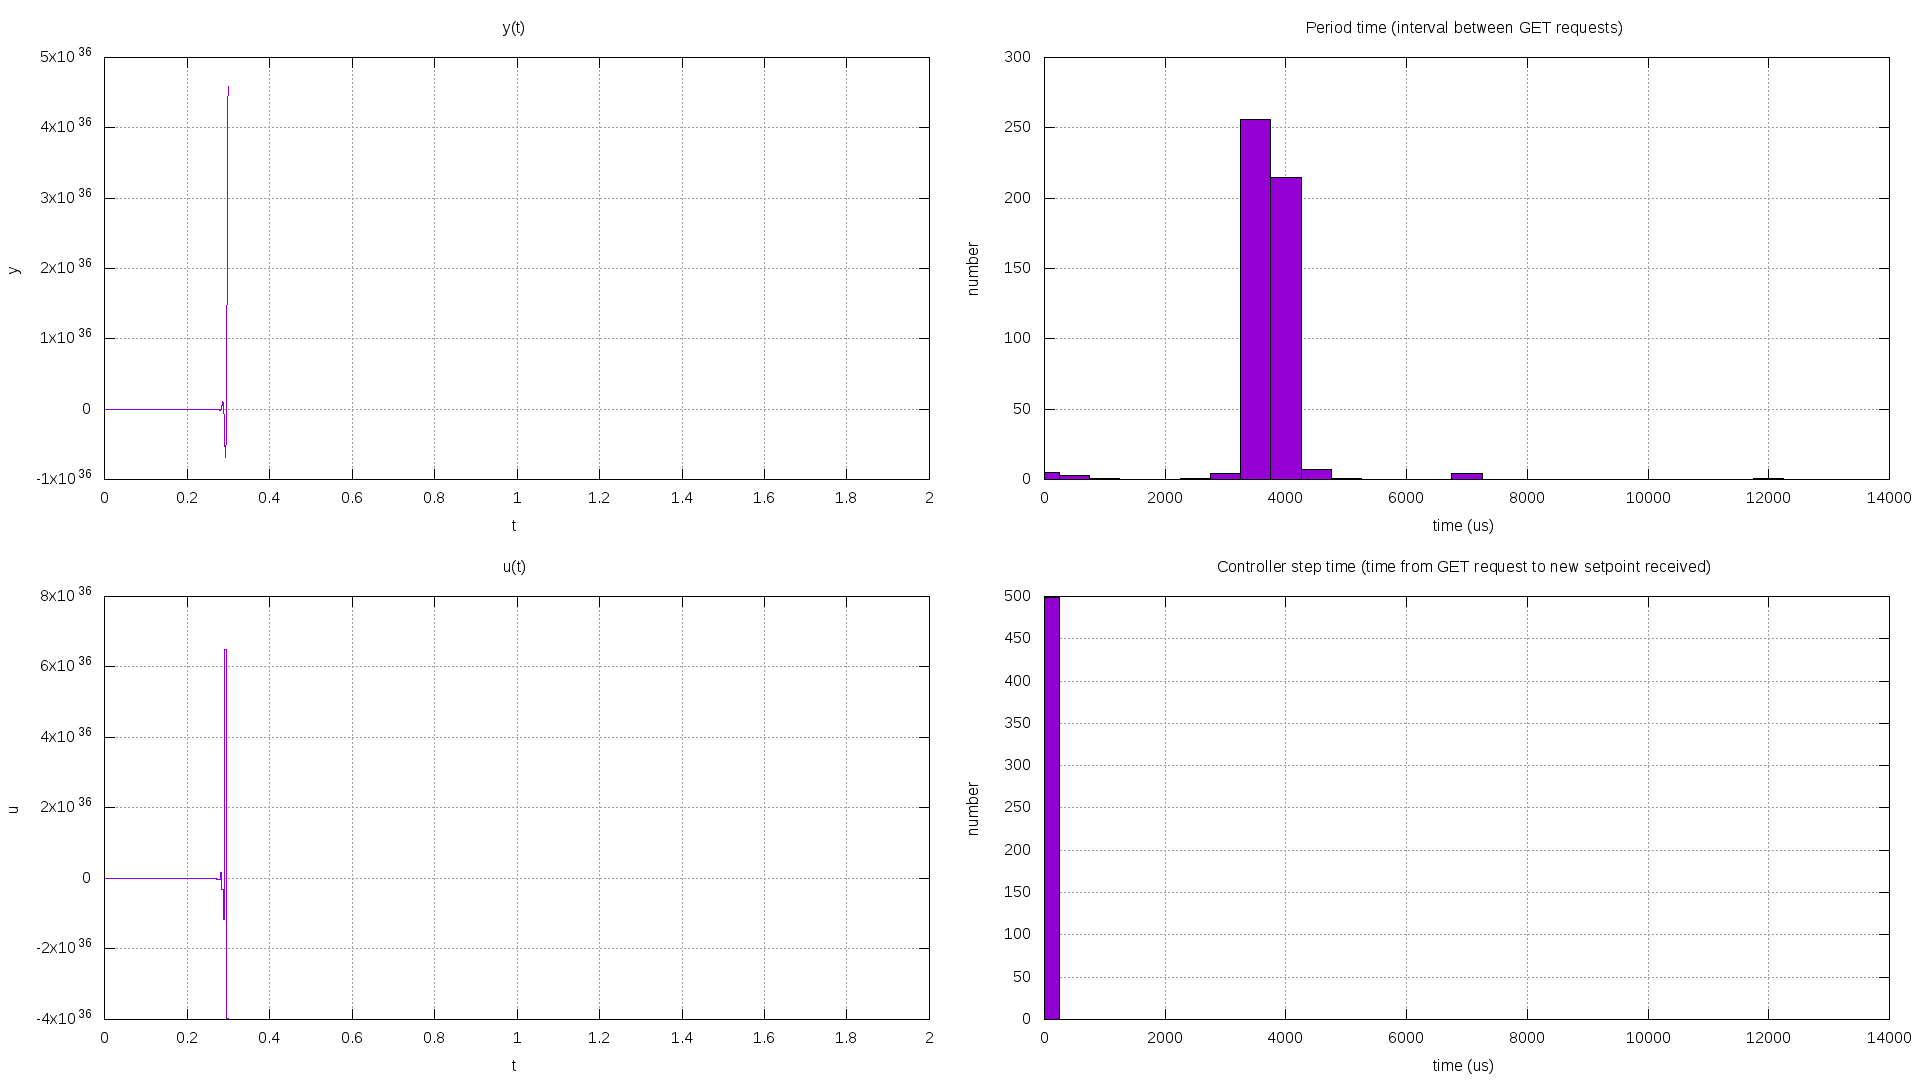 y(t)
5x10 36
4x10 36
3x10 36
2x10 36
1x10 36
0
-1x10 36
y
0 0.2 0.4 0.6 0.8 1 1.2 1.4 1.6 1.8 2
t
Period time (interval between GET requests)
300
250
200
150
100
50
0
number
0 2000 4000 6000 8000 10000 12000 14000
time (us)
u(t)
8x10 36
6x10 36
4x10 36
2x10 36
0
-2x10 36
-4x10 36
u
0 0.2 0.4 0.6 0.8 1 1.2 1.4 1.6 1.8 2
t
Controller step time (time from GET request to new setpoint received)
500
450
400
350
300
250
200
150
100
50
0
number
0 2000 4000 6000 8000 10000 12000 14000
time (us)